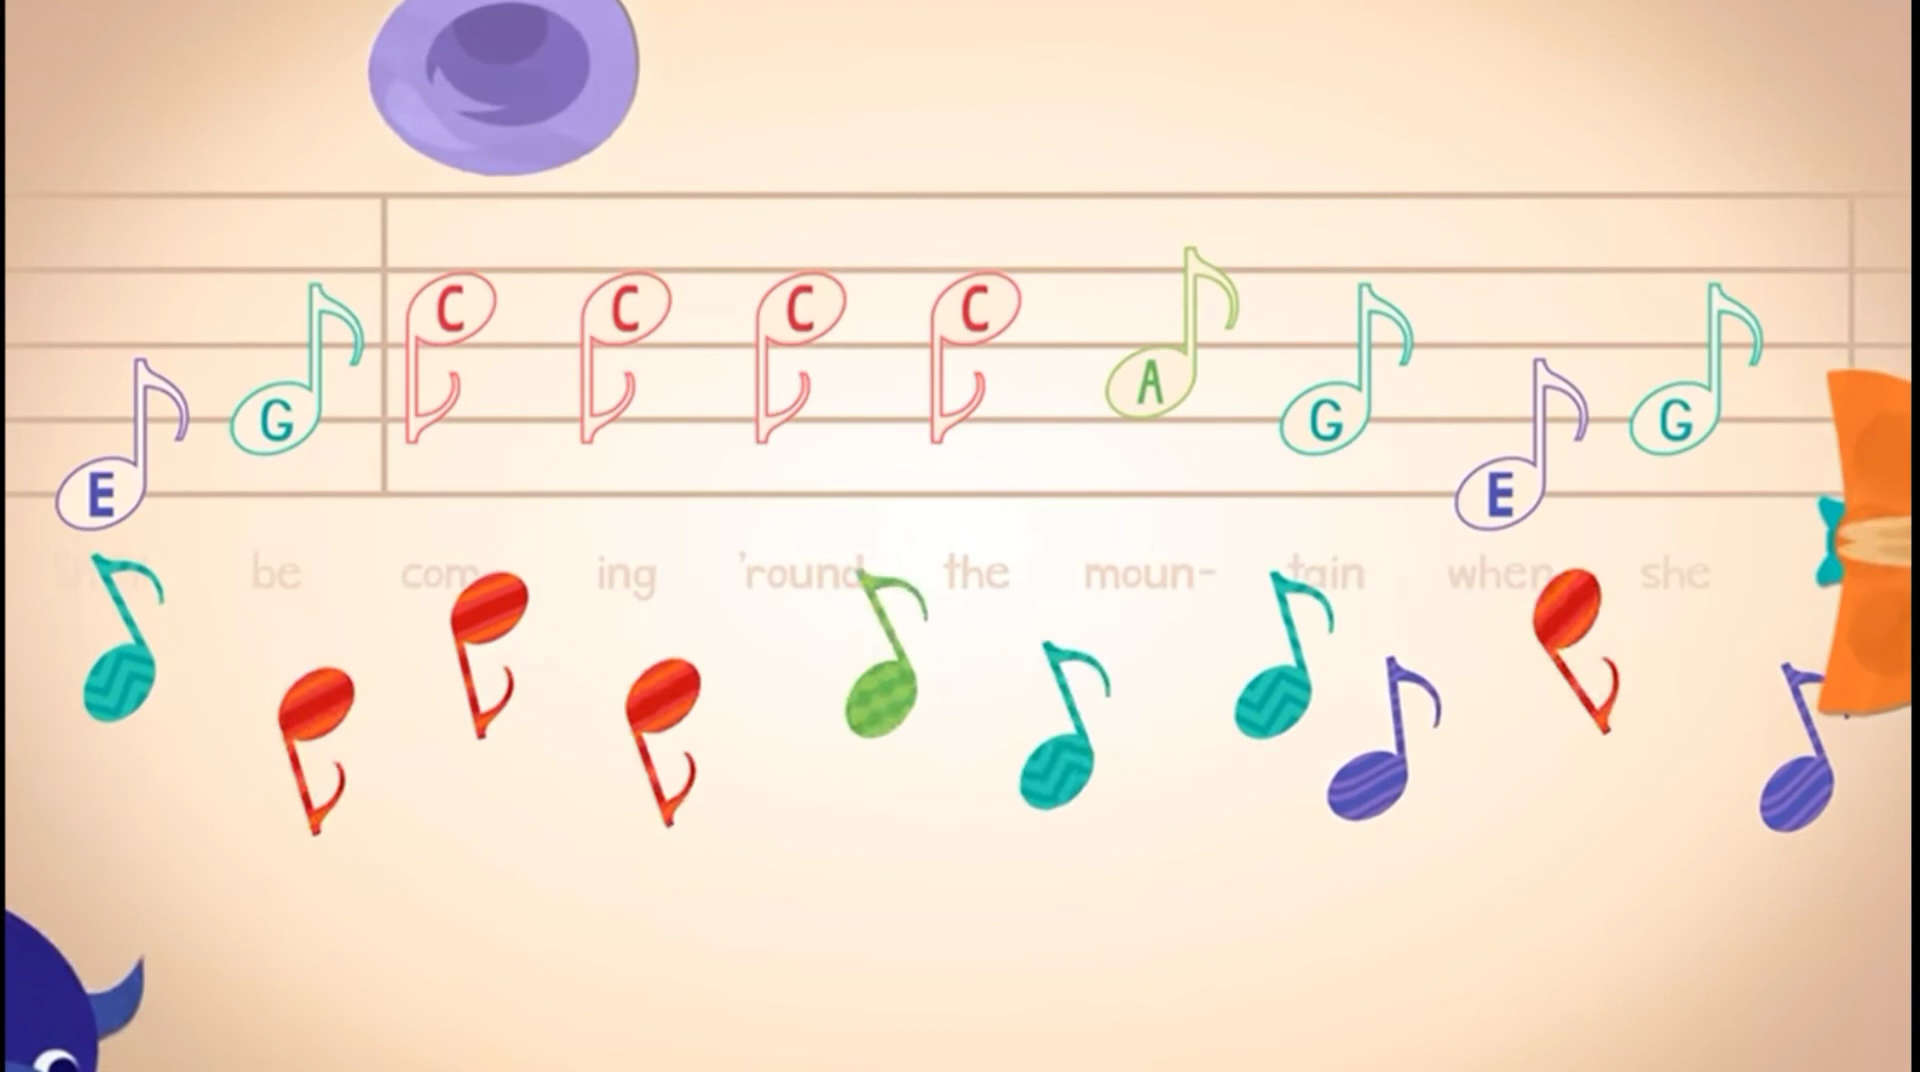 E G C C C C A G E G
be com- ing 'round the moun- tain when she